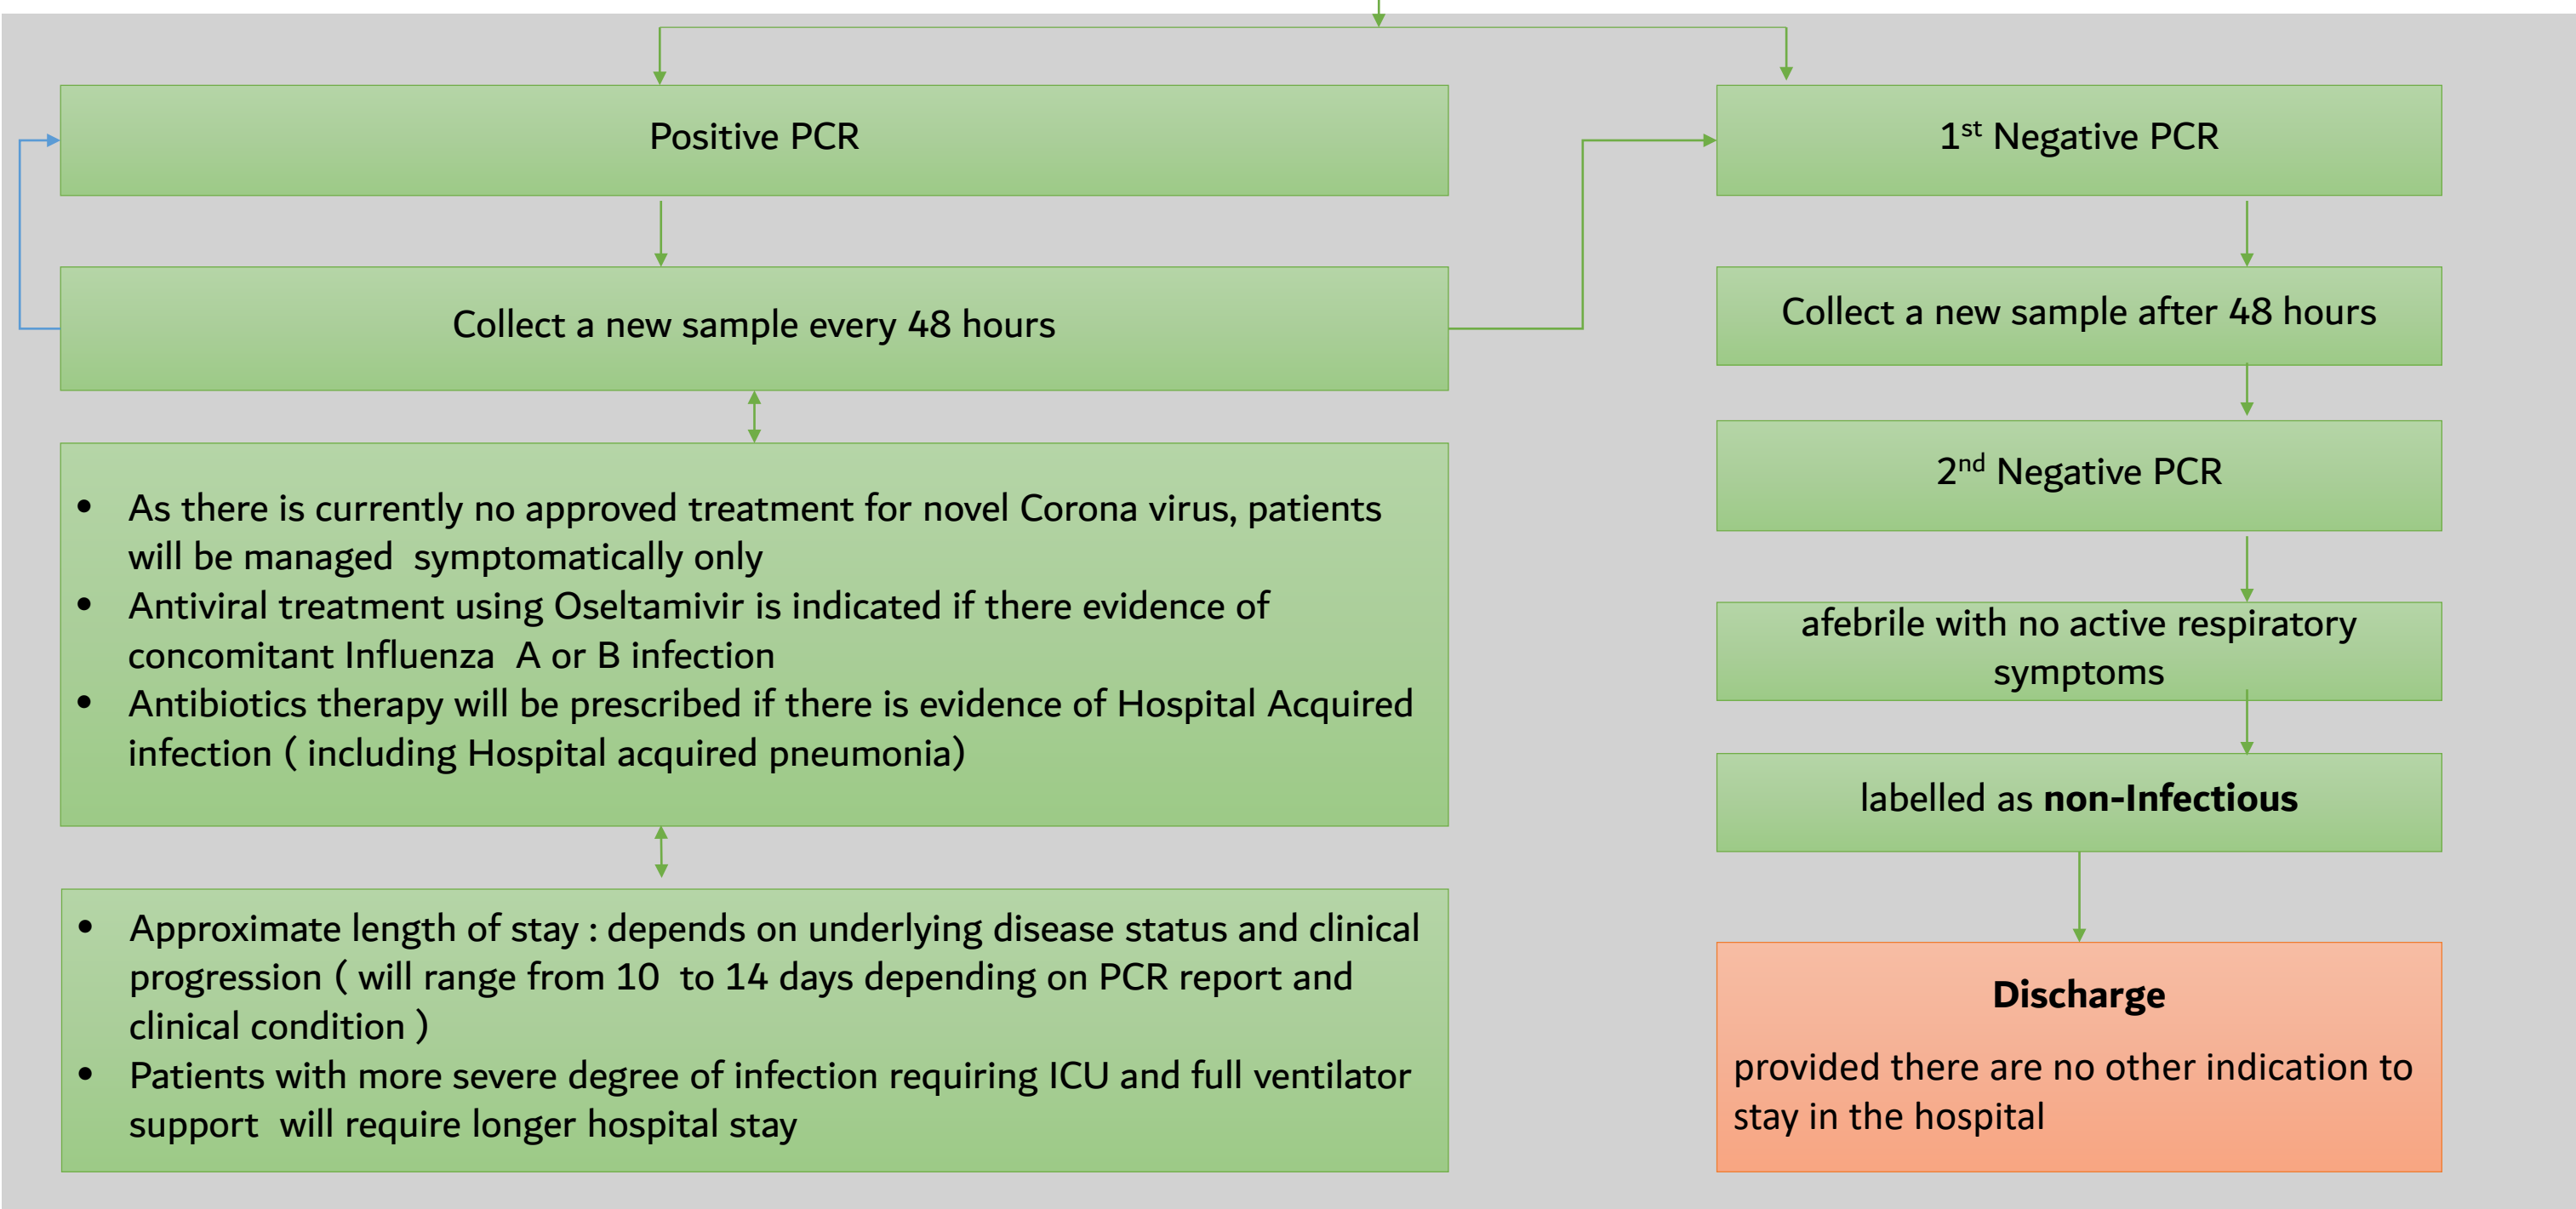 Positive PCR
Collect a new sample every 48 hours
• As there is currently no approved treatment for novel Corona virus, patients
will be managed  symptomatically only
• Antiviral treatment using Oseltamivir is indicated if there evidence of
concomitant Influenza  A or B infection
• Antibiotics therapy will be prescribed if there is evidence of Hospital Acquired
infection ( including Hospital acquired pneumonia)
• Approximate length of stay : depends on underlying disease status and clinical
progression ( will range from 10  to 14 days depending on PCR report and
clinical condition )
• Patients with more severe degree of infection requiring ICU and full ventilator
support  will require longer hospital stay
1st Negative PCR
Collect a new sample after 48 hours
2nd Negative PCR
afebrile with no active respiratory
symptoms
labelled as non-Infectious
Discharge
provided there are no other indication to
stay in the hospital